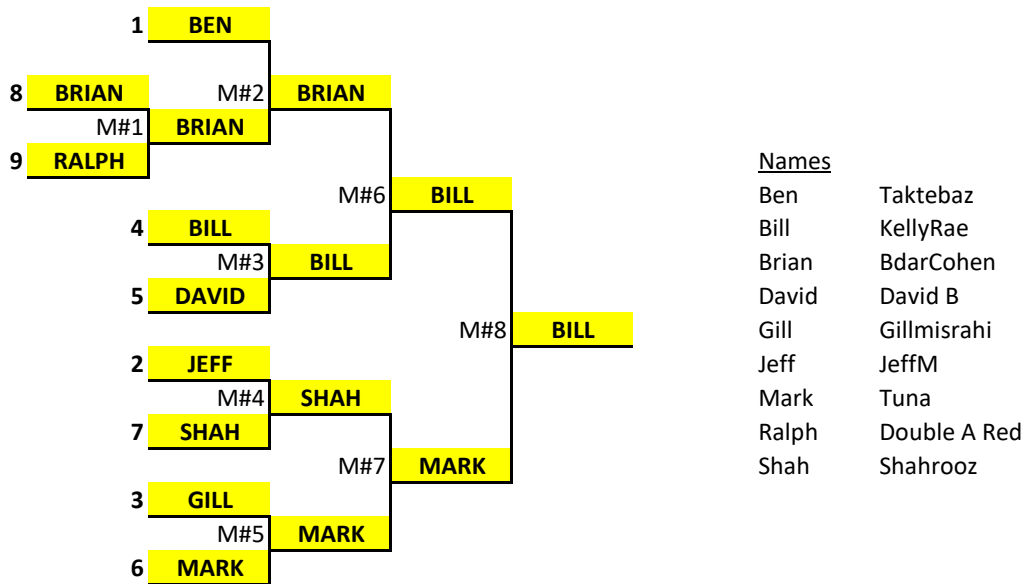 1 BEN
8 BRIAN M#2 BRIAN
M#1 BRIAN
9 RALPH Names
M#6 BILL Ben Taktebaz
4 BILL Bill KellyRae
M#3 BILL Brian BdarCohen
5 DAVID David David B
M#8 BILL Gill Gillmisrahi
2 JEFF Jeff JeffM
M#4 SHAH Mark Tuna
7 SHAH Ralph Double A Red
M#7 MARK Shah Shahrooz
3 GILL
M#5 MARK
6 MARK